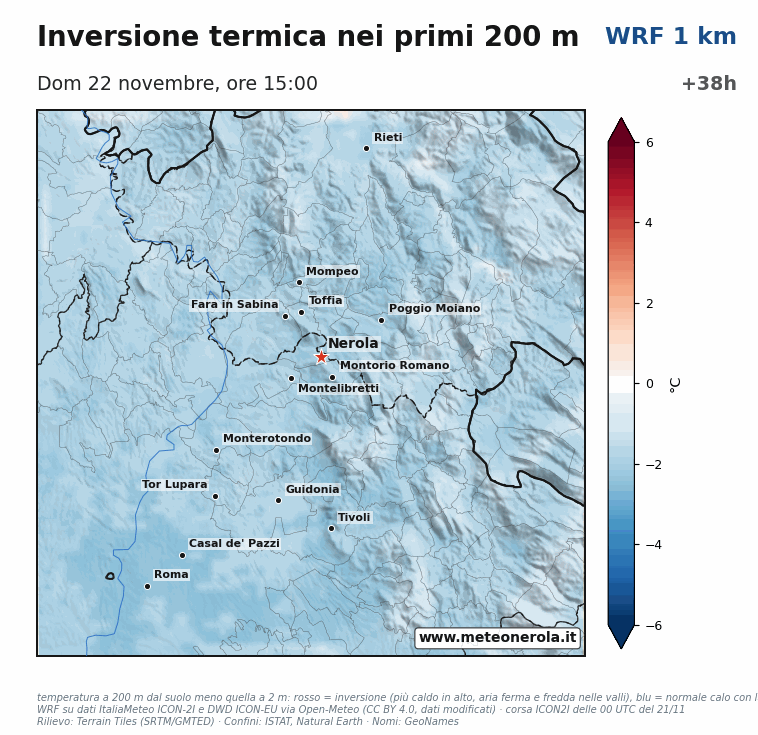 Inversione termica nei primi 200 m
WRF 1 km
Dom 22 novembre, ore 15:00
+38h
Rieti
Mompeo
Fara in Sabina
Toffia
Poggio Moiano
Nerola
Montorio Romano
Montelibretti
Monterotondo
Tor Lupara
Guidonia
Tivoli
Casal de' Pazzi
Roma
www.meteonerola.it
6
4
2
0
−2
−4
−6
°C
temperatura a 200 m dal suolo meno quella a 2 m: rosso = inversione (più caldo in alto, aria ferma e fredda nelle valli), blu = normale calo con l
WRF su dati ItaliaMeteo ICON-2I e DWD ICON-EU via Open-Meteo (CC BY 4.0, dati modificati) · corsa ICON2I delle 00 UTC del 21/11
Rilievo: Terrain Tiles (SRTM/GMTED) · Confini: ISTAT, Natural Earth · Nomi: GeoNames